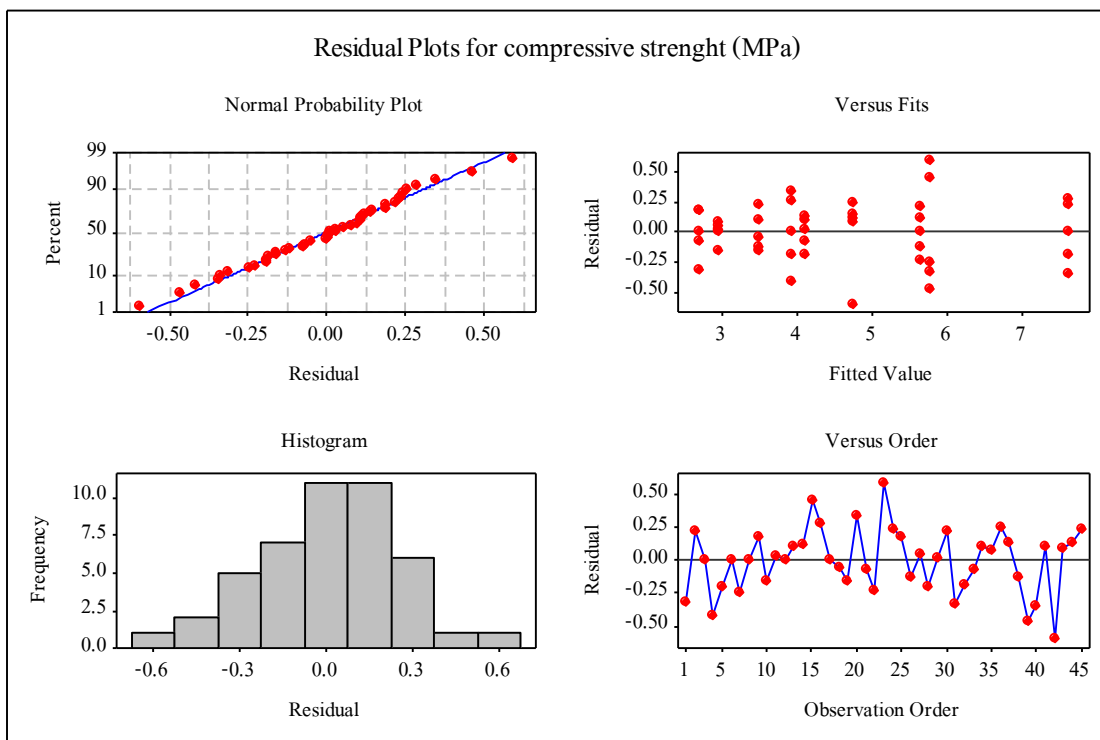 Residual Plots for compressive strenght (MPa)
Normal Probability Plot
Percent
99
90
50
10
1
-0.50 -0.25 0.00 0.25 0.50
Residual
Versus Fits
Residual
0.50
0.25
0.00
-0.25
-0.50
3 4 5 6 7
Fitted Value
Histogram
Frequency
10.0
7.5
5.0
2.5
0.0
-0.6 -0.3 0.0 0.3 0.6
Residual
Versus Order
Residual
0.50
0.25
0.00
-0.25
-0.50
1 5 10 15 20 25 30 35 40 45
Observation Order